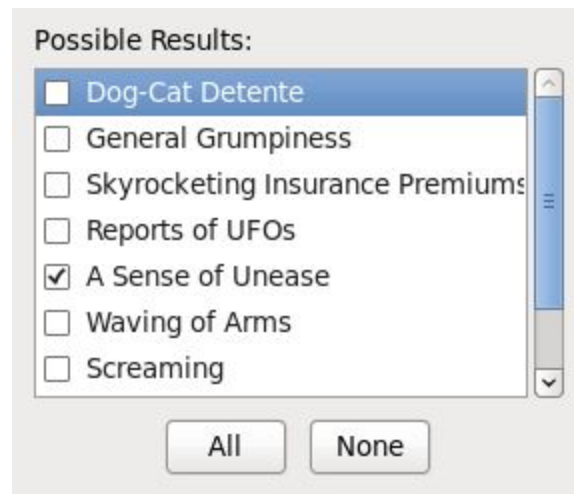 Possible Results:
Dog-Cat Detente
General Grumpiness
Skyrocketing Insurance Premiums
Reports of UFOs
A Sense of Unease
Waving of Arms
Screaming
All None